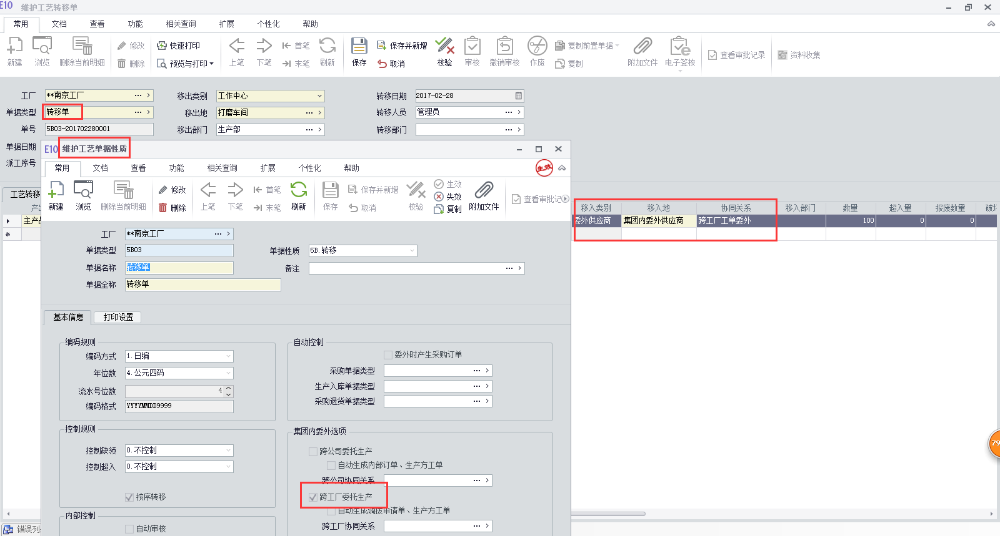 E10 维护工艺转移单
常用 文档 查看 功能 相关查询 扩展 个性化 帮助
新建 浏览 删除当前明细 修改 删除 快速打印 预览与打印 上笔 下笔 首笔 末笔 刷新 保存 保存并新增 取消 校验 审核 撤销审核 作废 复制前置单据 复制 附加文件 电子签核 查看审批记录 资料收集
工厂 **南京工厂 移出类别 工作中心 转移日期 2017-02-28
单据类型 转移单 移出地 打磨车间 转移人员 管理员
单号 5B03-201702280001 移出部门 生产部 转移部门
单据日期
派工序号
工艺转移
产出
移入类别 移入地 协同关系 移入部门 数量 超入量 报废数量
主产品
委外供应商 集团内委外供应商 跨工厂工单委外 100 0 0
E10 维护工艺单据性质
常用 文档 查看 功能 相关查询 扩展 个性化 帮助
生效
新建 浏览 删除当前明细 修改 删除 上笔 下笔 首笔 末笔 刷新 保存 保存并新增 取消 校验 生效 失效 复制 附加文件 查看审批记
工厂 **南京工厂
单据类型 5B03 单据性质 5B.转移
单据名称 转移单 备注
单据全称 转移单
基本信息 打印设置
编码规则
编码方式 1.日编
年位数 4.公元四码
流水号位数 4
编码格式 YYYYMMDD9999
控制规则
控制缺领 0.不控制
控制超入 0.不控制
按序转移
内部控制
自动审核
自动控制
委外时产生采购订单
采购单据类型
生产入库单据类型
采购退货单据类型
集团内委外选项
跨公司委托生产
自动生成内部订单、生产方工单
跨公司协同关系
跨工厂委托生产
自动生成调拨申请单、生产方工单
跨工厂协同关系
错误列
79